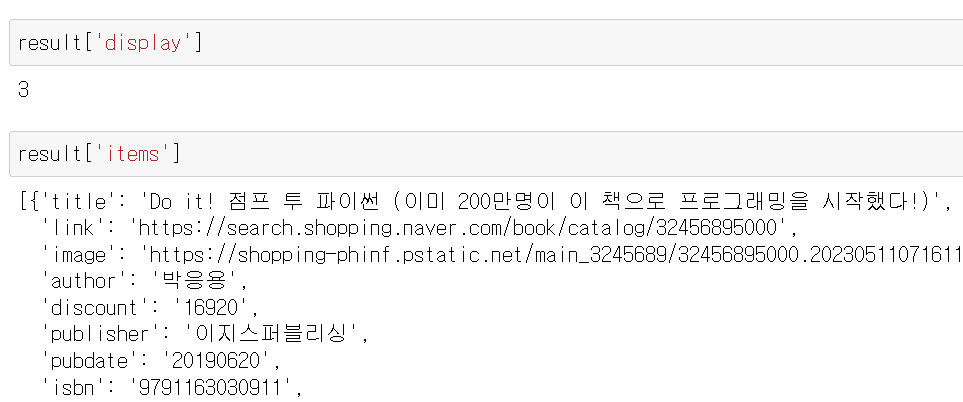 result['display']
3
result['items']
[{'title': 'Do it! 점프 투 파이썬 (이미 200만명이 이 책으로 프로그래밍을 시작했다!)',
'link': 'https://search.shopping.naver.com/book/catalog/32456895000',
'image': 'https://shopping-phinf.pstatic.net/main_3245689/32456895000.20230511071611
'author': '박응용',
'discount': '16920',
'publisher': '이지스퍼블리싱',
'pubdate': '20190620',
'isbn': '9791163030911',